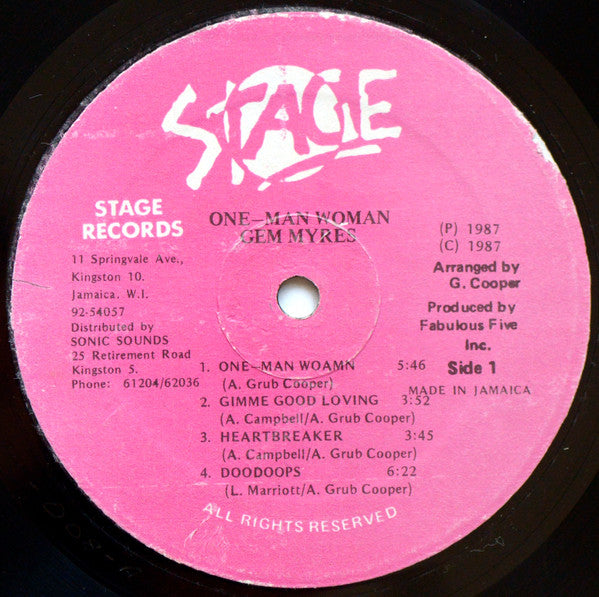 STAGE
STAGE
RECORDS
11 Springvale Ave.,
Kingston 10.
Jamaica. W.I.
92-54057
Distributed by
SONIC SOUNDS
25 Retirement Road
Kingston 5.
Phone: 61204/62036
ONE-MAN WOMAN
GEM MYRES
(P) 1987
(C) 1987
Arranged by
G. Cooper
Produced by
Fabulous Five
Inc.
Side 1
MADE IN JAMAICA
1. ONE-MAN WOAMN 5:46
(A. Grub Cooper)
2. GIMME GOOD LOVING 3:52
(A. Campbell/A. Grub Cooper)
3. HEARTBREAKER 3:45
(A. Campbell/A. Grub Cooper)
4. DOODOOPS 6:22
(L. Marriott/A. Grub Cooper)
ALL RIGHTS RESERVED